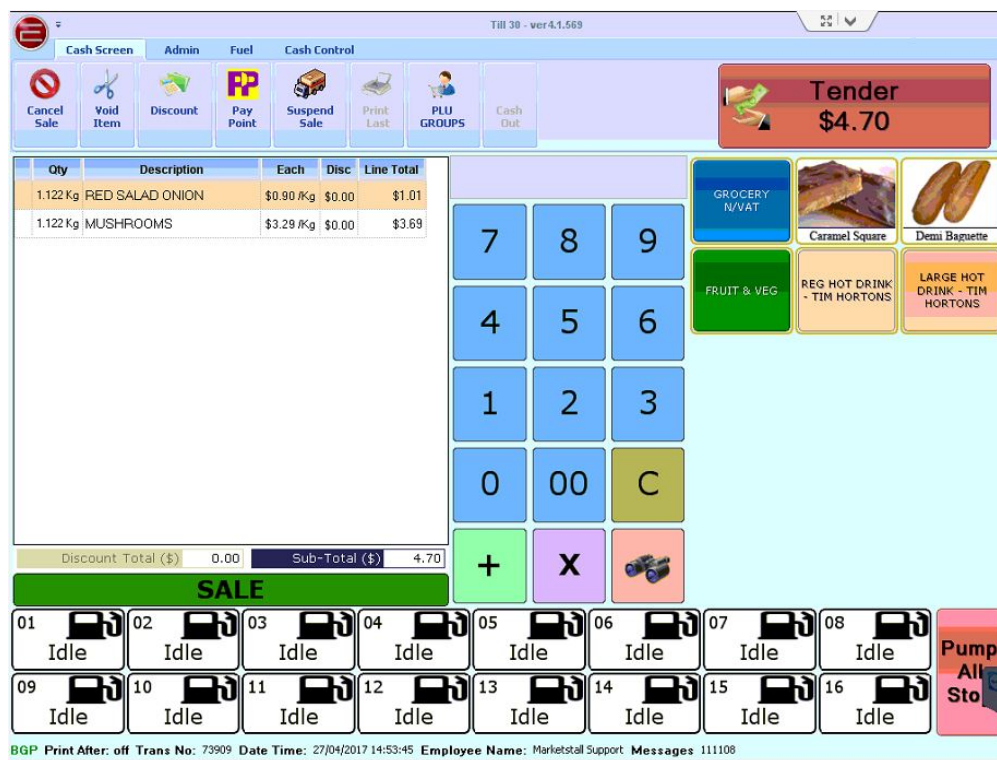 Till 30 - ver4.1.569
Cash Screen Admin Fuel Cash Control
Cancel Sale
Void Item
Discount
Pay Point
Suspend Sale
Print Last
PLU GROUPS
Cash Out
Tender
$4.70
Qty Description Each Disc Line Total
1.122 Kg RED SALAD ONION $0.90 /Kg $0.00 $1.01
1.122 Kg MUSHROOMS $3.29 /Kg $0.00 $3.69
7 8 9
4 5 6
1 2 3
0 00 C
+ X
GROCERY
N/VAT
Caramel Square
Demi Baguette
FRUIT & VEG
REG HOT DRINK
- TIM HORTONS
LARGE HOT
DRINK - TIM
HORTONS
Discount Total ($) 0.00 Sub-Total ($) 4.70
SALE
01 02 03 04 05 06 07 08
Idle Idle Idle Idle Idle Idle Idle Idle
09 10 11 12 13 14 15 16
Idle Idle Idle Idle Idle Idle Idle Idle
Pump
All
Sto
BGP Print After: off Trans No: 73909 Date Time: 27/04/2017 14:53:45 Employee Name: Marketstall Support Messages 111108